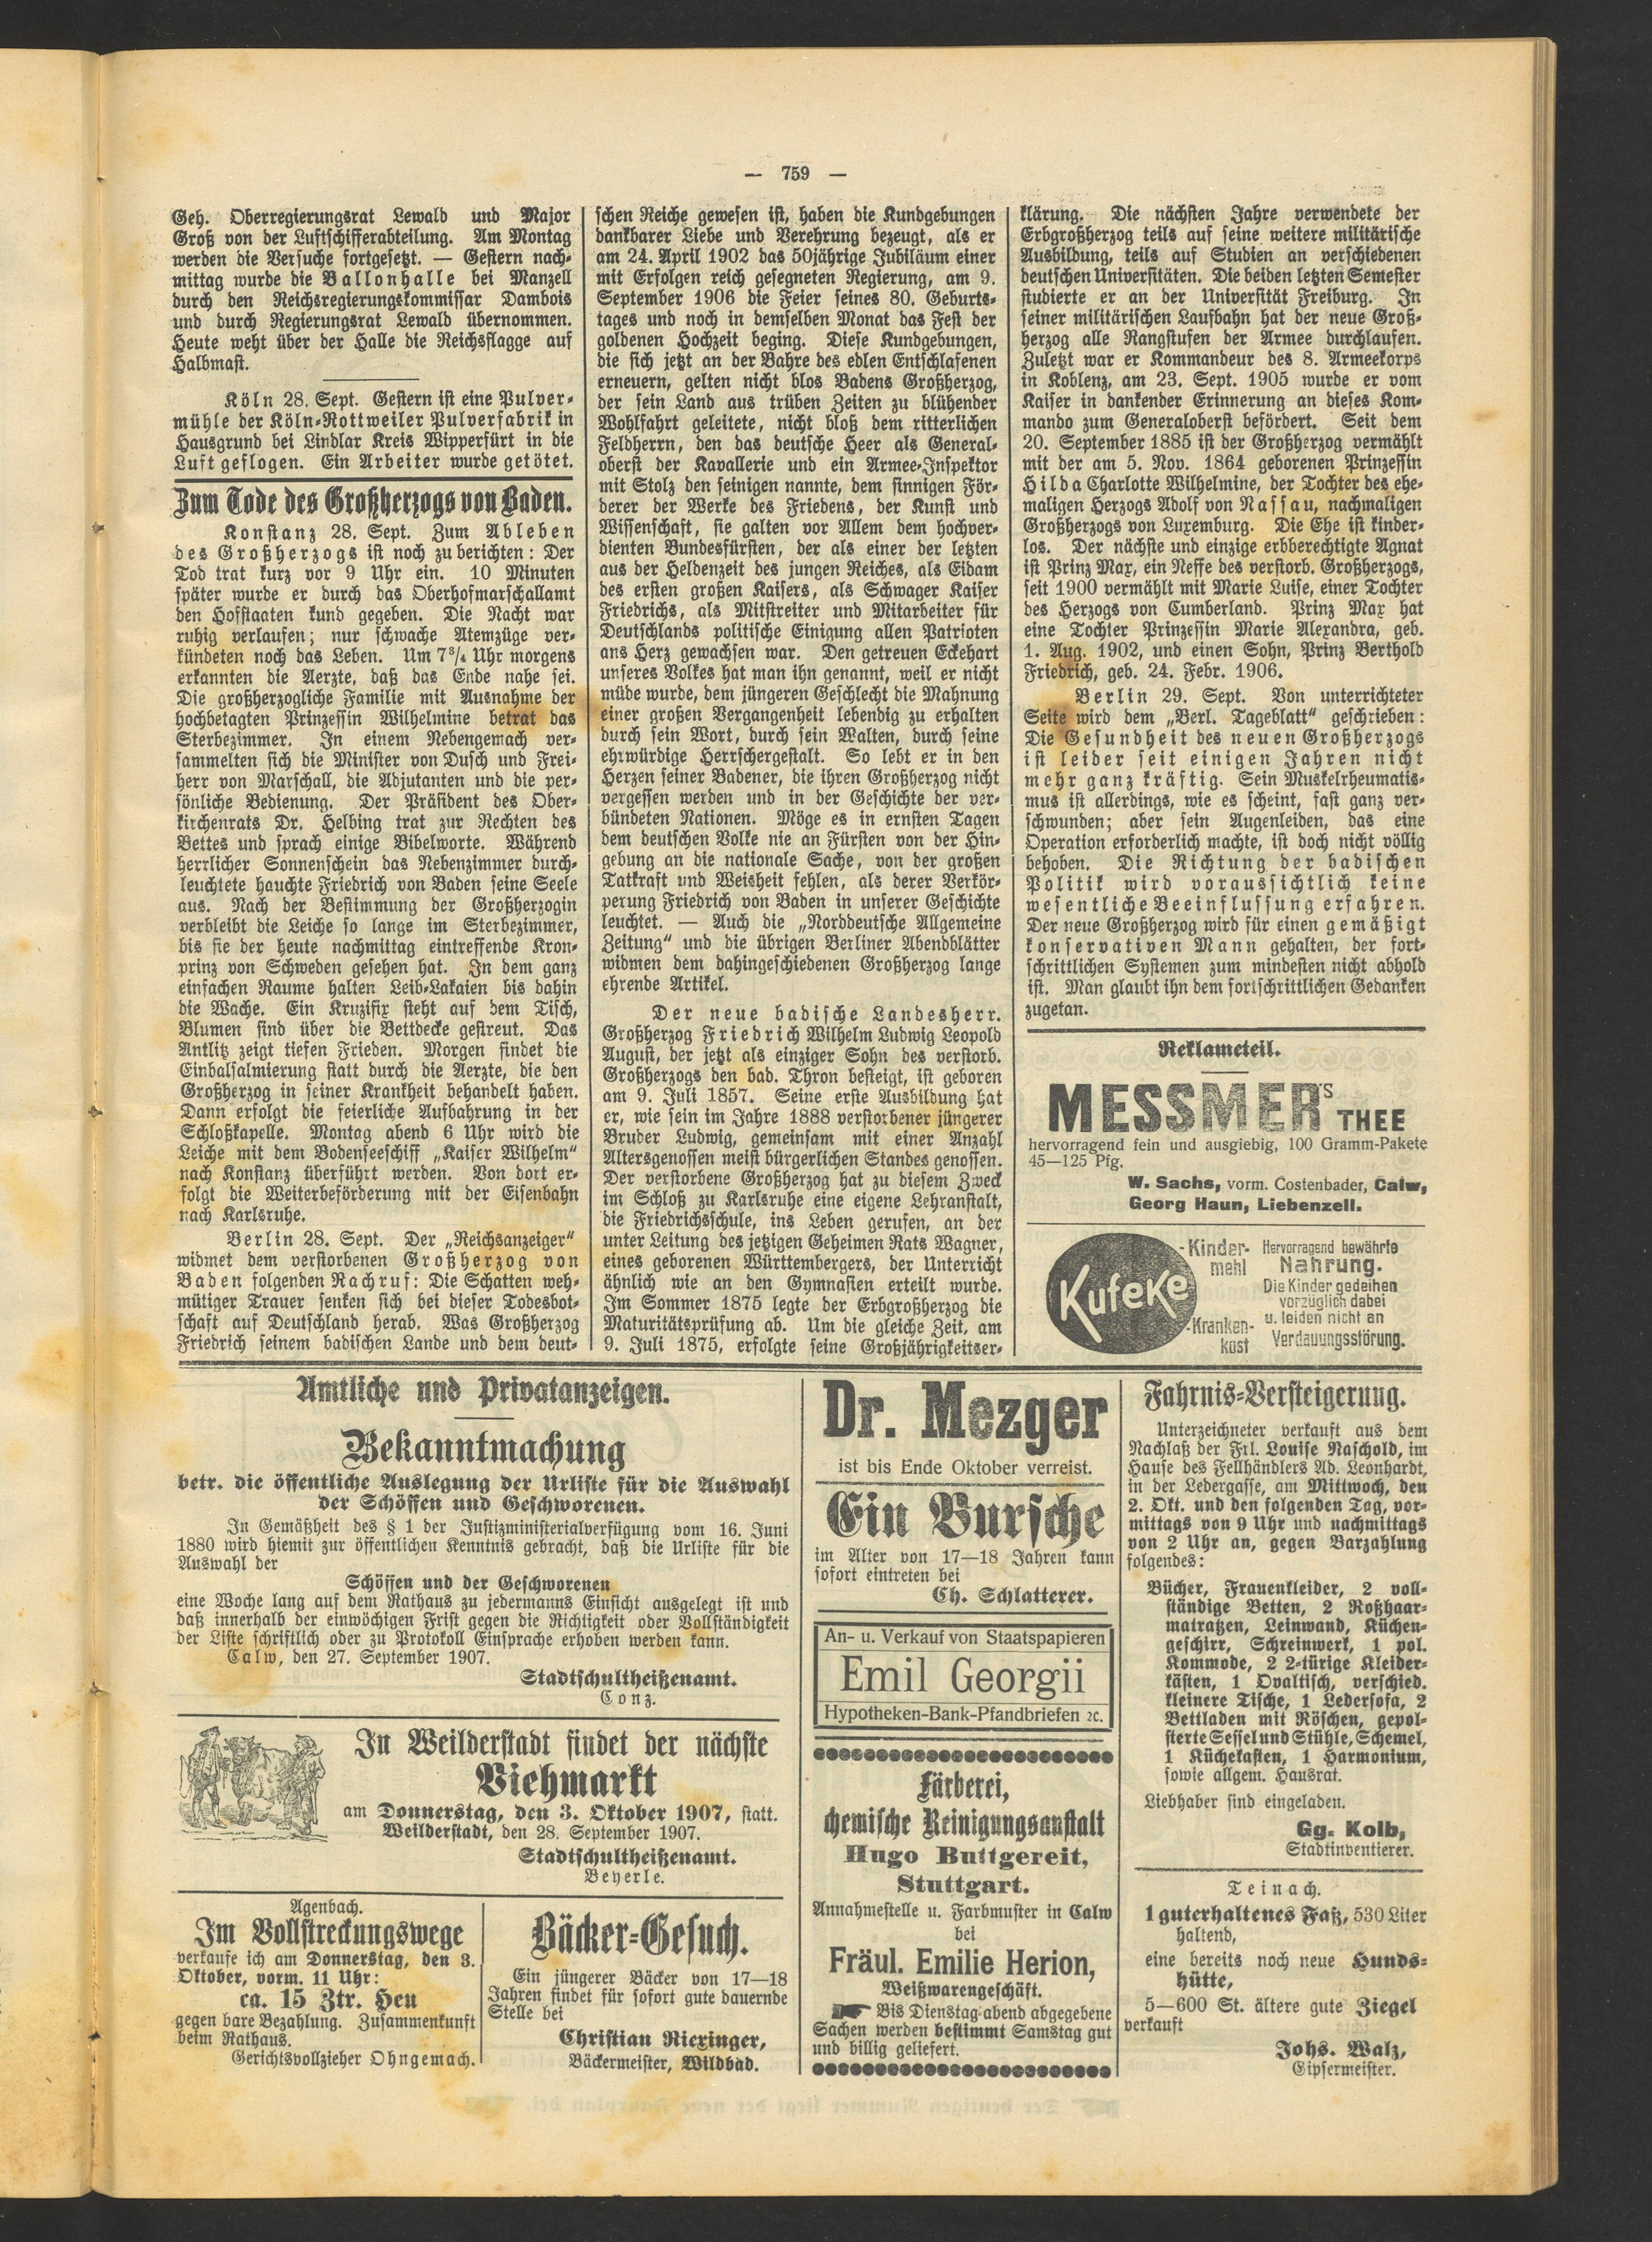 — 759 —
Geh. Oberregierungsrat Lewald und Major
Groß von der Luftschifferabteilung. Am Montag
werden die Versuche fortgesetzt. — Gestern nach-
mittag wurde die Ballonhalle bei Manzell
durch den Reichsregierungskommissar Dambois
und durch Regierungsrat Lewald übernommen.
Heute weht über der Halle die Reichsflagge auf
Halbmast.
Köln 28. Sept. Gestern ist eine Pulver-
mühle der Köln-Rottweiler Pulverfabrik in
Hausgrund bei Lindlar Kreis Wipperfürt in die
Luft geflogen. Ein Arbeiter wurde getötet.
Zum Tode des Großherzogs von Baden.
Konstanz 28. Sept. Zum Ableben
des Großherzogs ist noch zu berichten: Der
Tod trat kurz vor 9 Uhr ein. 10 Minuten
später wurde er durch das Oberhofmarschallamt
den Hofstaaten kund gegeben. Die Nacht war
ruhig verlaufen; nur schwache Atemzüge ver-
kündeten noch das Leben. Um 7¾ Uhr morgens
erkannten die Aerzte, daß das Ende nahe sei.
Die großherzogliche Familie mit Ausnahme der
hochbetagten Prinzessin Wilhelmine betrat das
Sterbezimmer. In einem Nebengemach ver-
sammelten sich die Minister von Dusch und Frei-
herr von Marschall, die Adjutanten und die per-
sönliche Bedienung. Der Präsident des Ober-
kirchenrats Dr. Helbing trat zur Rechten des
Bettes und sprach einige Bibelworte. Während
herrlicher Sonnenschein das Nebenzimmer durch-
leuchtete hauchte Friedrich von Baden seine Seele
aus. Nach der Bestimmung der Großherzogin
verbleibt die Leiche so lange im Sterbezimmer,
bis sie der heute nachmittag eintreffende Kron-
prinz von Schweden gesehen hat. In dem ganz
einfachen Raume halten Leib-Lakaien bis dahin
die Wache. Ein Kruzifix steht auf dem Tisch,
Blumen sind über die Bettdecke gestreut. Das
Antlitz zeigt tiefen Frieden. Morgen findet die
Einbalsalmierung statt durch die Aerzte, die den
Großherzog in seiner Krankheit behandelt haben.
Dann erfolgt die feierliche Aufbahrung in der
Schloßkapelle. Montag abend 6 Uhr wird die
Leiche mit dem Bodenseeschiff „Kaiser Wilhelm“
nach Konstanz überführt werden. Von dort er-
folgt die Weiterbeförderung mit der Eisenbahn
nach Karlsruhe.
Berlin 28. Sept. Der „Reichsanzeiger“
widmet dem verstorbenen Großherzog von
Baden folgenden Nachruf: Die Schatten weh-
mütiger Trauer senken sich bei dieser Todesbot-
schaft auf Deutschland herab. Was Großherzog
Friedrich seinem badischen Lande und dem deut-
schen Reiche gewesen ist, haben die Kundgebungen
dankbarer Liebe und Verehrung bezeugt, als er
am 24. April 1902 das 50jährige Jubiläum einer
mit Erfolgen reich gesegneten Regierung, am 9.
September 1906 die Feier seines 80. Geburts-
tages und noch in demselben Monat das Fest der
goldenen Hochzeit beging. Diese Kundgebungen,
die sich jetzt an der Bahre des edlen Entschlafenen
erneuern, gelten nicht blos Badens Großherzog,
der sein Land aus trüben Zeiten zu blühender
Wohlfahrt geleitete, nicht bloß dem ritterlichen
Feldherrn, den das deutsche Heer als General-
oberst der Kavallerie und ein Armee-Inspektor
mit Stolz den seinigen nannte, dem sinnigen För-
derer der Werke des Friedens, der Kunst und
Wissenschaft, sie galten vor Allem dem hochver-
dienten Bundesfürsten, der als einer der letzten
aus der Heldenzeit des jungen Reiches, als Eidam
des ersten großen Kaisers, als Schwager Kaiser
Friedrichs, als Mitstreiter und Mitarbeiter für
Deutschlands politische Einigung allen Patrioten
ans Herz gewachsen war. Den getreuen Eckehart
unseres Volkes hat man ihn genannt, weil er nicht
müde wurde, dem jüngeren Geschlecht die Mahnung
einer großen Vergangenheit lebendig zu erhalten
durch sein Wort, durch sein Walten, durch seine
ehrwürdige Herrschergestalt. So lebt er in den
Herzen seiner Badener, die ihren Großherzog nicht
vergessen werden und in der Geschichte der ver-
bündeten Nationen. Möge es in ernsten Tagen
dem deutschen Volke nie an Fürsten von der Hin-
gebung an die nationale Sache, von der großen
Tatkraft und Weisheit fehlen, als derer Verkör-
perung Friedrich von Baden in unserer Geschichte
leuchtet. — Auch die „Norddeutsche Allgemeine
Zeitung“ und die übrigen Berliner Abendblätter
widmen dem dahingeschiedenen Großherzog lange
ehrende Artikel.
Der neue badische Landesherr.
Großherzog Friedrich Wilhelm Ludwig Leopold
August, der jetzt als einziger Sohn des verstorb.
Großherzogs den bad. Thron besteigt, ist geboren
am 9. Juli 1857. Seine erste Ausbildung hat
er, wie sein im Jahre 1888 verstorbener jüngerer
Bruder Ludwig, gemeinsam mit einer Anzahl
Altersgenossen meist bürgerlichen Standes genossen.
Der verstorbene Großherzog hat zu diesem Zweck
im Schloß zu Karlsruhe eine eigene Lehranstalt,
die Friedrichsschule, ins Leben gerufen, an der
unter Leitung des jetzigen Geheimen Rats Wagner,
eines geborenen Württembergers, der Unterricht
ähnlich wie an den Gymnasien erteilt wurde.
Im Sommer 1875 legte der Erbgroßherzog die
Maturitätsprüfung ab. Um die gleiche Zeit, am
9. Juli 1875, erfolgte seine Großjährigkeitser-
klärung. Die nächsten Jahre verwendete der
Erbgroßherzog teils auf seine weitere militärische
Ausbildung, teils auf Studien an verschiedenen
deutschen Universitäten. Die beiden letzten Semester
studierte er an der Universität Freiburg. In
seiner militärischen Laufbahn hat der neue Groß-
herzog alle Rangstufen der Armee durchlaufen.
Zuletzt war er Kommandeur des 8. Armeekorps
in Koblenz, am 23. Sept. 1905 wurde er vom
Kaiser in dankender Erinnerung an dieses Kom-
mando zum Generaloberst befördert. Seit dem
20. September 1885 ist der Großherzog vermählt
mit der am 5. Nov. 1864 geborenen Prinzessin
Hilda Charlotte Wilhelmine, der Tochter des ehe-
maligen Herzogs Adolf von Nassau, nachmaligen
Großherzogs von Luxemburg. Die Ehe ist kinder-
los. Der nächste und einzige erbberechtigte Agnat
ist Prinz Max, ein Neffe des verstorb. Großherzogs,
seit 1900 vermählt mit Marie Luise, einer Tochter
des Herzogs von Cumberland. Prinz Max hat
eine Tochter Prinzessin Marie Alexandra, geb.
1. Aug. 1902, und einen Sohn, Prinz Berthold
Friedrich, geb. 24. Febr. 1906.
Berlin 29. Sept. Von unterrichteter
Seite wird dem „Berl. Tageblatt“ geschrieben:
Die Gesundheit des neuen Großherzogs
ist leider seit einigen Jahren nicht
mehr ganz kräftig. Sein Muskelrheumatis-
mus ist allerdings, wie es scheint, fast ganz ver-
schwunden; aber sein Augenleiden, das eine
Operation erforderlich machte, ist doch nicht völlig
behoben. Die Richtung der badischen
Politik wird voraussichtlich keine
wesentliche Beeinflussung erfahren.
Der neue Großherzog wird für einen gemäßigt
konservativen Mann gehalten, der fort-
schrittlichen Systemen zum mindesten nicht abhold
ist. Man glaubt ihn dem fortschrittlichen Gedanken
zugetan.
Reklameteil.
MESSMER'S THEE
hervorragend fein und ausgiebig, 100 Gramm-Pakete
45—125 Pfg.
W. Sachs, vorm. Costenbader, Calw,
Georg Haun, Liebenzell.
Kufeke
-Kinder-
mehl
-Kranken-
kost
Hervorragend bewährte
Nahrung.
Die Kinder gedeihen
vorzüglich dabei
u. leiden nicht an
Verdauungsstörung.
Amtliche und Privatanzeigen.
Bekanntmachung
betr. die öffentliche Auslegung der Urliste für die Auswahl
der Schöffen und Geschworenen.
In Gemäßheit des § 1 der Justizministerialverfügung vom 16. Juni
1880 wird hiemit zur öffentlichen Kenntnis gebracht, daß die Urliste für die
Auswahl der
Schöffen und der Geschworenen
eine Woche lang auf dem Rathaus zu jedermanns Einsicht ausgelegt ist und
daß innerhalb der einwöchigen Frist gegen die Richtigkeit oder Vollständigkeit
der Liste schriftlich oder zu Protokoll Einsprache erhoben werden kann.
Calw, den 27. September 1907.
Stadtschultheißenamt.
Conz.
In Weilderstadt findet der nächste
Viehmarkt
am Donnerstag, den 3. Oktober 1907, statt.
Weilderstadt, den 28. September 1907.
Stadtschultheißenamt.
Beyerle.
Agenbach.
Im Vollstreckungswege
verkaufe ich am Donnerstag, den 3.
Oktober, vorm. 11 Uhr:
ca. 15 Ztr. Heu
gegen bare Bezahlung. Zusammenkunft
beim Rathaus.
Gerichtsvollzieher Ohngemach.
Bäcker-Gesuch.
Ein jüngerer Bäcker von 17—18
Jahren findet für sofort gute dauernde
Stelle bei
Christian Riexinger,
Bäckermeister, Wildbad.
Dr. Mezger
ist bis Ende Oktober verreist.
Ein Bursche
im Alter von 17—18 Jahren kann
sofort eintreten bei
Ch. Schlatterer.
An- u. Verkauf von Staatspapieren
Emil Georgii
Hypotheken-Bank-Pfandbriefen ꝛc.
Färberei,
chemische Reinigungsanstalt
Hugo Buttgereit,
Stuttgart.
Annahmestelle u. Farbmuster in Calw
bei
Fräul. Emilie Herion,
Weißwarengeschäft.
☛ Bis Dienstag abend abgegebene
Sachen werden bestimmt Samstag gut
und billig geliefert.
Fahrnis-Versteigerung.
Unterzeichneter verkauft aus dem
Nachlaß der Frl. Louise Naschold, im
Hause des Fellhändlers Ad. Leonhardt,
in der Ledergasse, am Mittwoch, den
2. Okt. und den folgenden Tag, vor-
mittags von 9 Uhr und nachmittags
von 2 Uhr an, gegen Barzahlung
folgendes:
Bücher, Frauenkleider, 2 voll-
ständige Betten, 2 Roßhaar-
matratzen, Leinwand, Küchen-
geschirr, Schreinwerk, 1 pol.
Kommode, 2 2-türige Kleider-
kästen, 1 Ovaltisch, verschied.
kleinere Tische, 1 Ledersofa, 2
Bettladen mit Röschen, gepol-
sterte Sessel und Stühle, Schemel,
1 Küchekasten, 1 Harmonium,
sowie allgem. Hausrat.
Liebhaber sind eingeladen.
Gg. Kolb,
Stadtinventierer.
Teinach.
1 guterhaltenes Faß, 530 Liter
haltend,
eine bereits noch neue Hunds-
hütte,
5—600 St. ältere gute Ziegel
verkauft
Johs. Walz,
Gipsermeister.